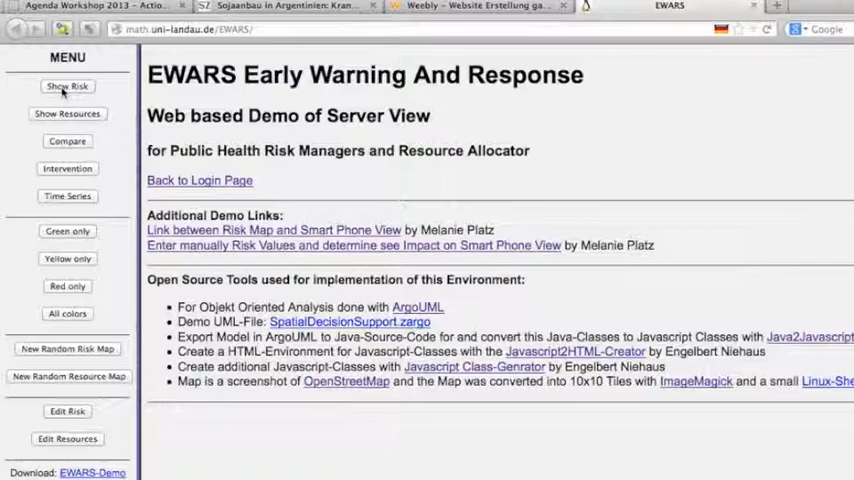 Agenda Workshop 2013 - Actio...
SZ Sojaanbau in Argentinien: Kran...
Weebly - Website Erstellung ga...
EWARS
math.uni-landau.de/EWARS/
Google
MENU
Show Risk
Show Resources
Compare
Intervention
Time Series
Green only
Yellow only
Red only
All colors
New Random Risk Map
New Random Resource Map
Edit Risk
Edit Resources
Download: EWARS-Demo
EWARS Early Warning And Response
Web based Demo of Server View
for Public Health Risk Managers and Resource Allocator
Back to Login Page
Additional Demo Links:
Link between Risk Map and Smart Phone View by Melanie Platz
Enter manually Risk Values and determine see Impact on Smart Phone View by Melanie Platz
Open Source Tools used for implementation of this Environment:
For Objekt Oriented Analysis done with ArgoUML
Demo UML-File: SpatialDecisionSupport.zargo
Export Model in ArgoUML to Java-Source-Code for and convert this Java-Classes to Javascript Classes with Java2Javascript
Create a HTML-Environment for Javascript-Classes with the Javascript2HTML-Creator by Engelbert Niehaus
Create additional Javascript-Classes with Javascript Class-Genrator by Engelbert Niehaus
Map is a screenshot of OpenStreetMap and the Map was converted into 10x10 Tiles with ImageMagick and a small Linux-She